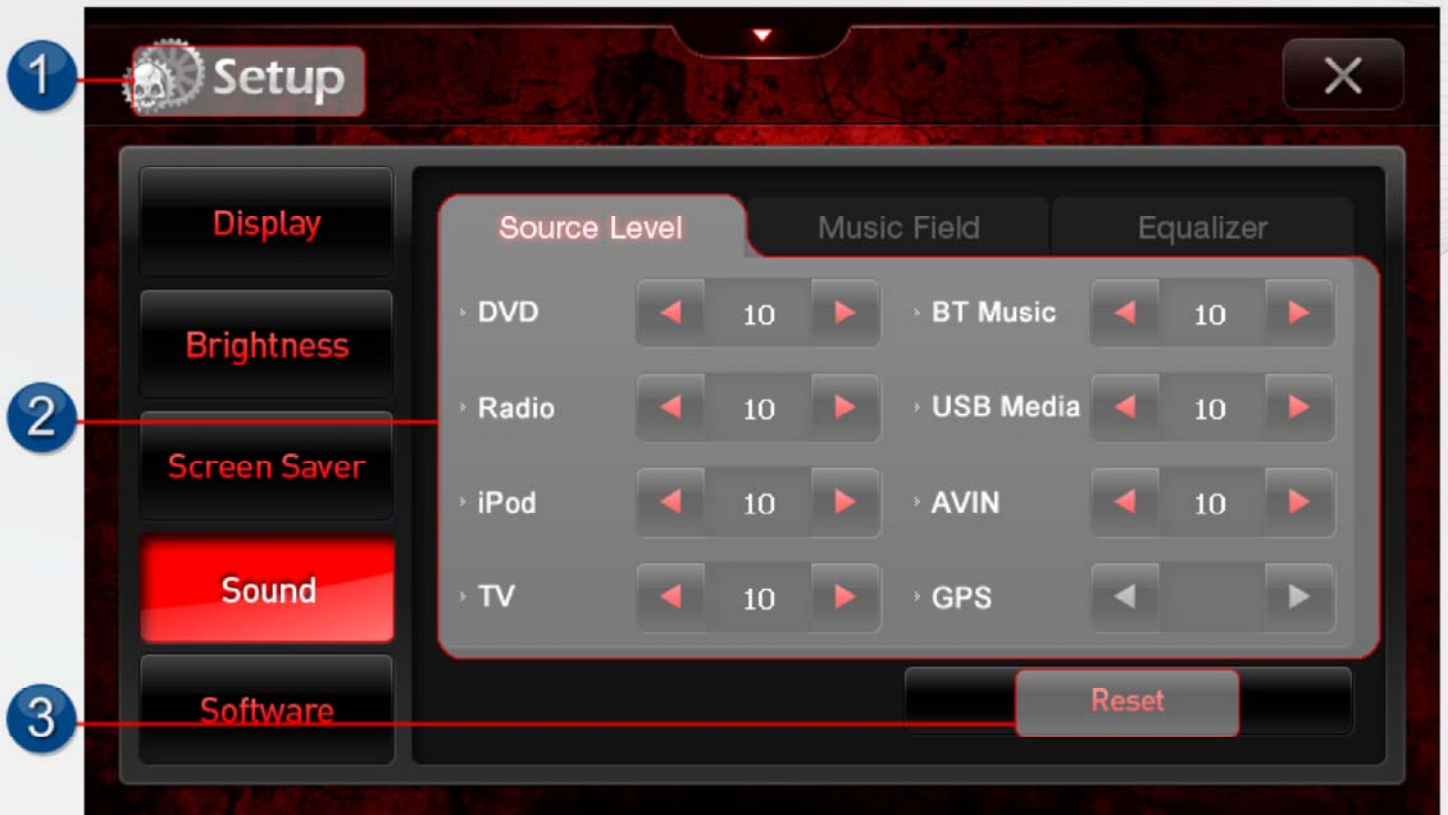 1
Setup
X
Display
Brightness
Screen Saver
Sound
Software
Source Level Music Field Equalizer
DVD 10 BT Music 10
2
Radio 10 USB Media 10
iPod 10 AVIN 10
TV 10 GPS
3
Reset